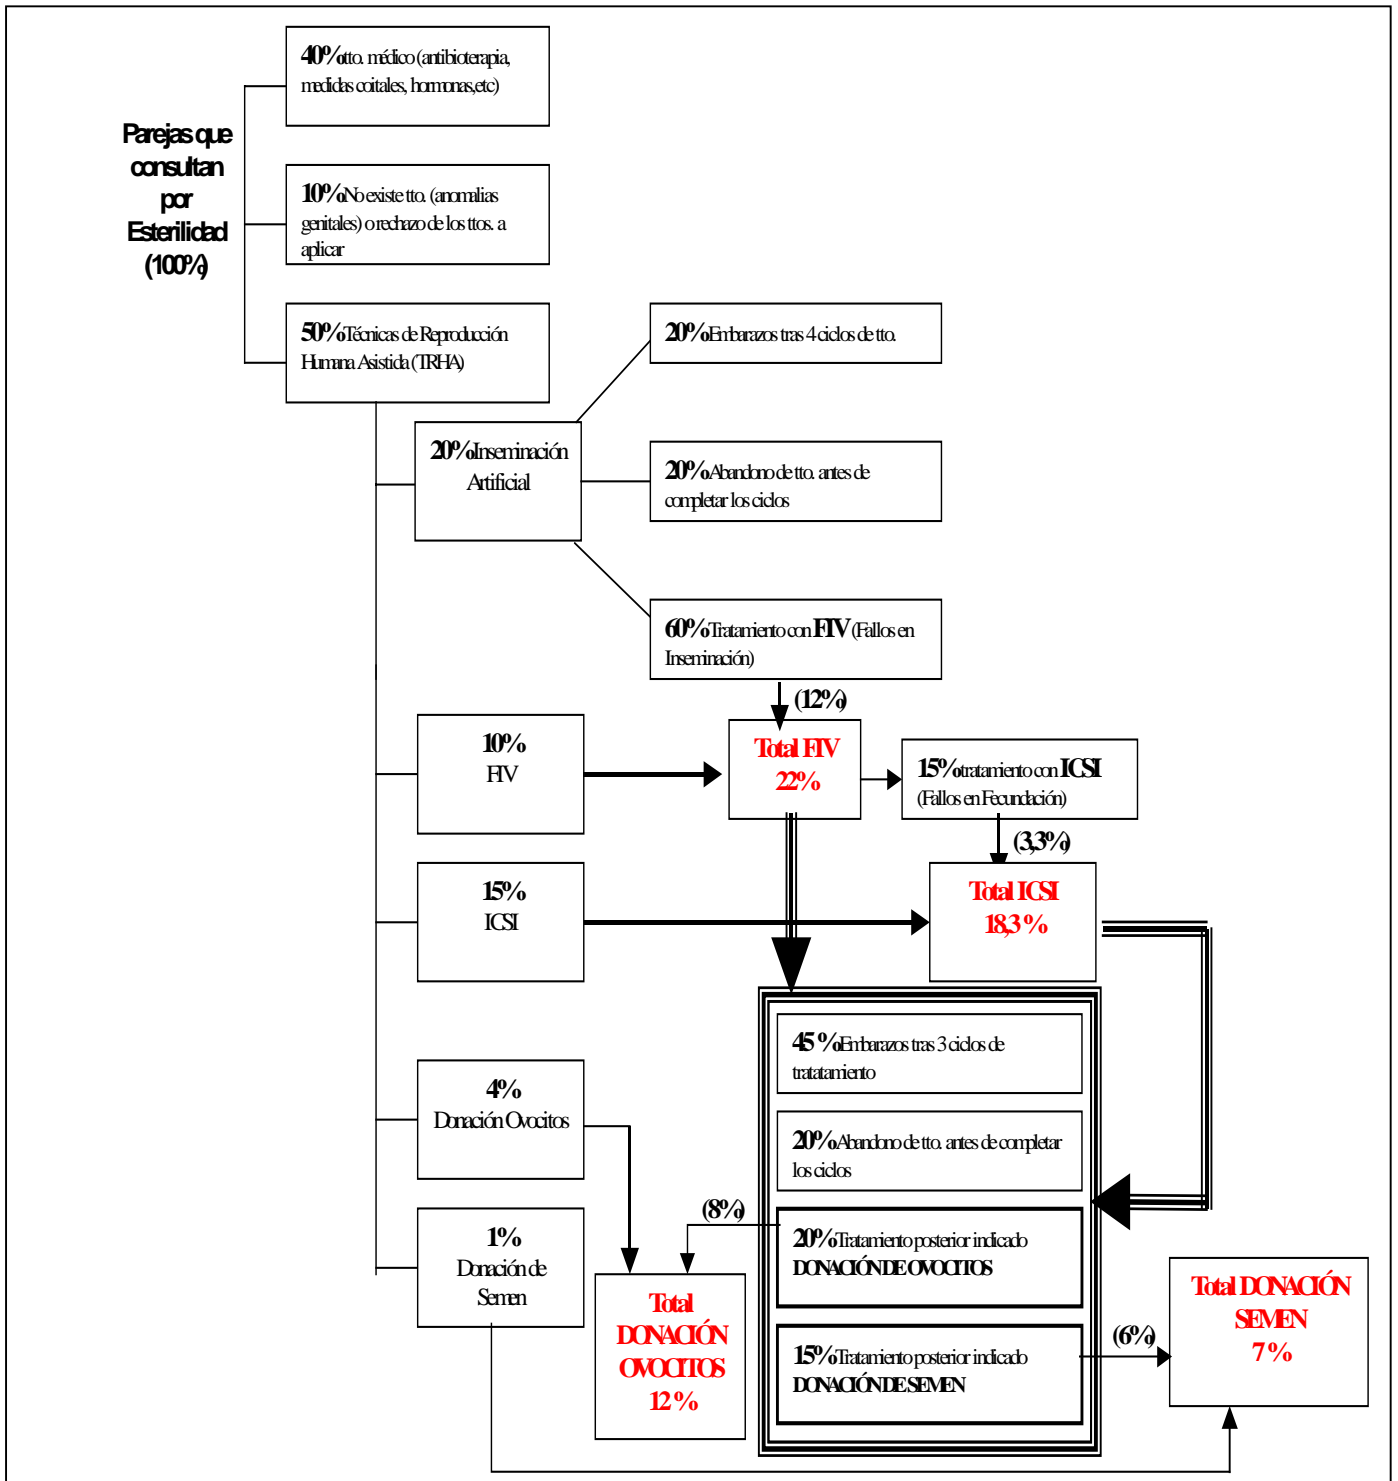 40% tto. médico (antibioterapia,
medidas coitales, hormonas,etc)
Parejas que
consultan
por
Esterilidad
(100%)
10% No existe tto. (anomalias
genitales) o rechazo de los ttos. a
aplicar
50% Técnicas de Reproducción
Humana Asistida (TRHA)
20% Embarazos tras 4 ciclos de tto.
20% Inseminación
Artificial
20% Abandono de tto. antes de
completar los ciclos
60% Tratamiento con FIV (Fallos en
Inseminación)
(12%)
10%
FIV
Total FIV
22%
15% tratamiento con ICSI
(Fallos en Fecundación)
(3,3%)
15%
ICSI
Total ICSI
18,3 %
45 % Embarazos tras 3 ciclos de
tratatamiento
4%
Donación Ovocitos
20% Abandono de tto. antes de completar
los ciclos
(8%)
20% Tratamiento posterior indicado
DONACIÓN DE OVOCITOS
1%
Donación de
Semen
Total
DONACIÓN
OVOCITOS
12 %
15% Tratamiento posterior indicado
DONACIÓN DE SEMEN
(6%)
Total DONACIÓN
SEMEN
7 %